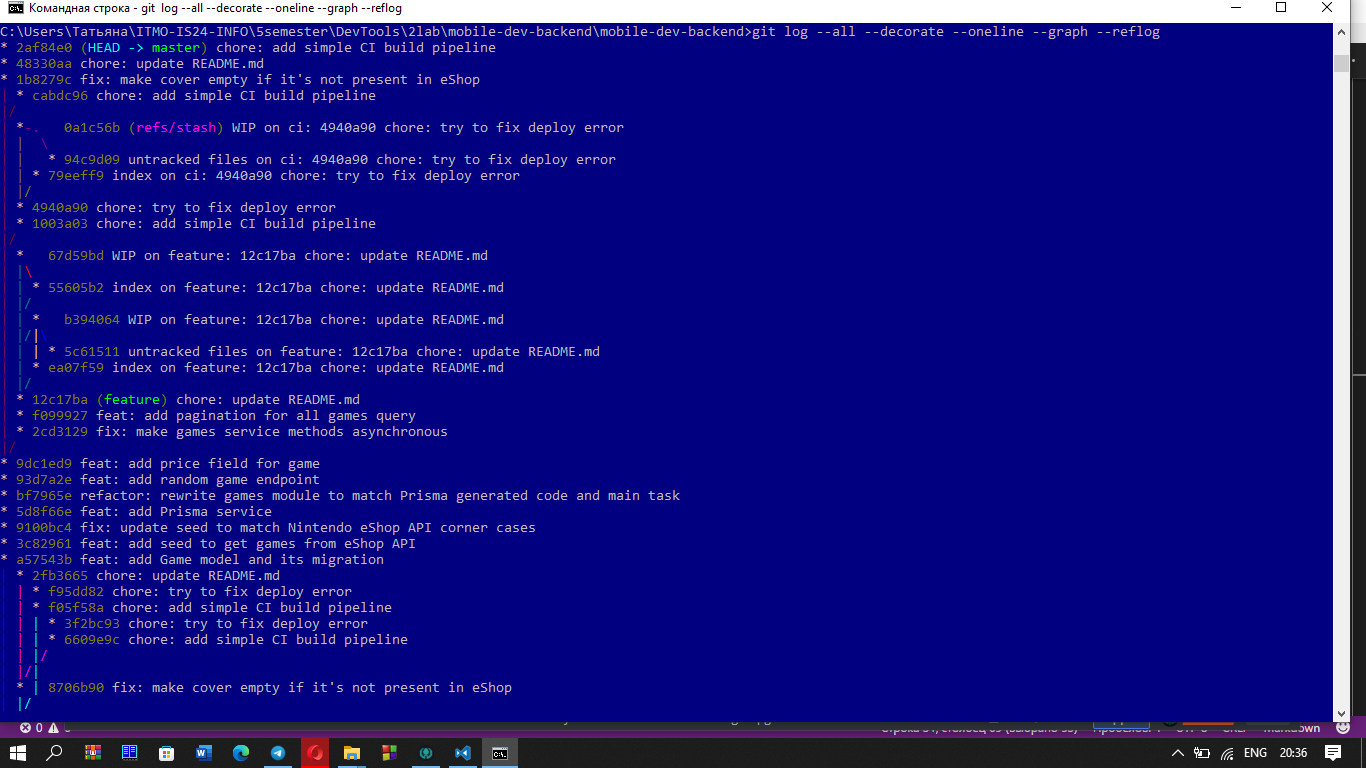 Командная строка - git log --all --decorate --oneline --graph --reflog
C:\Users\Татьяна\ITMO-IS24-INFO\5semester\DevTools\2lab\mobile-dev-backend\mobile-dev-backend>git log --all --decorate --oneline --graph --reflog
* 2af84e0 (HEAD -> master) chore: add simple CI build pipeline
* 48330aa chore: update README.md
* 1b8279c fix: make cover empty if it's not present in eShop
| * cabdc96 chore: add simple CI build pipeline
|/
| *-.   0a1c56b (refs/stash) WIP on ci: 4940a90 chore: try to fix deploy error
| |  \
| |   * 94c9d09 untracked files on ci: 4940a90 chore: try to fix deploy error
| | * 79eeff9 index on ci: 4940a90 chore: try to fix deploy error
| |/
| * 4940a90 chore: try to fix deploy error
| * 1003a03 chore: add simple CI build pipeline
|/
| *   67d59bd WIP on feature: 12c17ba chore: update README.md
| |\
| | * 55605b2 index on feature: 12c17ba chore: update README.md
| |/
| | *   b394064 WIP on feature: 12c17ba chore: update README.md
| |/|
| | | * 5c61511 untracked files on feature: 12c17ba chore: update README.md
| | * ea07f59 index on feature: 12c17ba chore: update README.md
| |/
| * 12c17ba (feature) chore: update README.md
| * f099927 feat: add pagination for all games query
| * 2cd3129 fix: make games service methods asynchronous
|/
* 9dc1ed9 feat: add price field for game
* 93d7a2e feat: add random game endpoint
* bf7965e refactor: rewrite games module to match Prisma generated code and main task
* 5d8f66e feat: add Prisma service
* 9100bc4 fix: update seed to match Nintendo eShop API corner cases
* 3c82961 feat: add seed to get games from eShop API
* a57543b feat: add Game model and its migration
| * 2fb3665 chore: update README.md
| | * f95dd82 chore: try to fix deploy error
| | * f05f58a chore: add simple CI build pipeline
| | | * 3f2bc93 chore: try to fix deploy error
| | | * 6609e9c chore: add simple CI build pipeline
| | |/
| |/|
| * | 8706b90 fix: make cover empty if it's not present in eShop
| |/
0
ENG 20:36